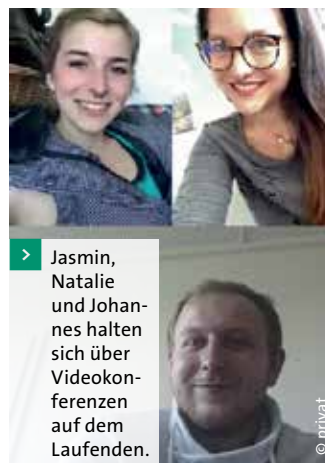 Jasmin,
Natalie
und Johan-
nes halten
sich über
Videokon-
ferenzen
auf dem
Laufenden.
© privat